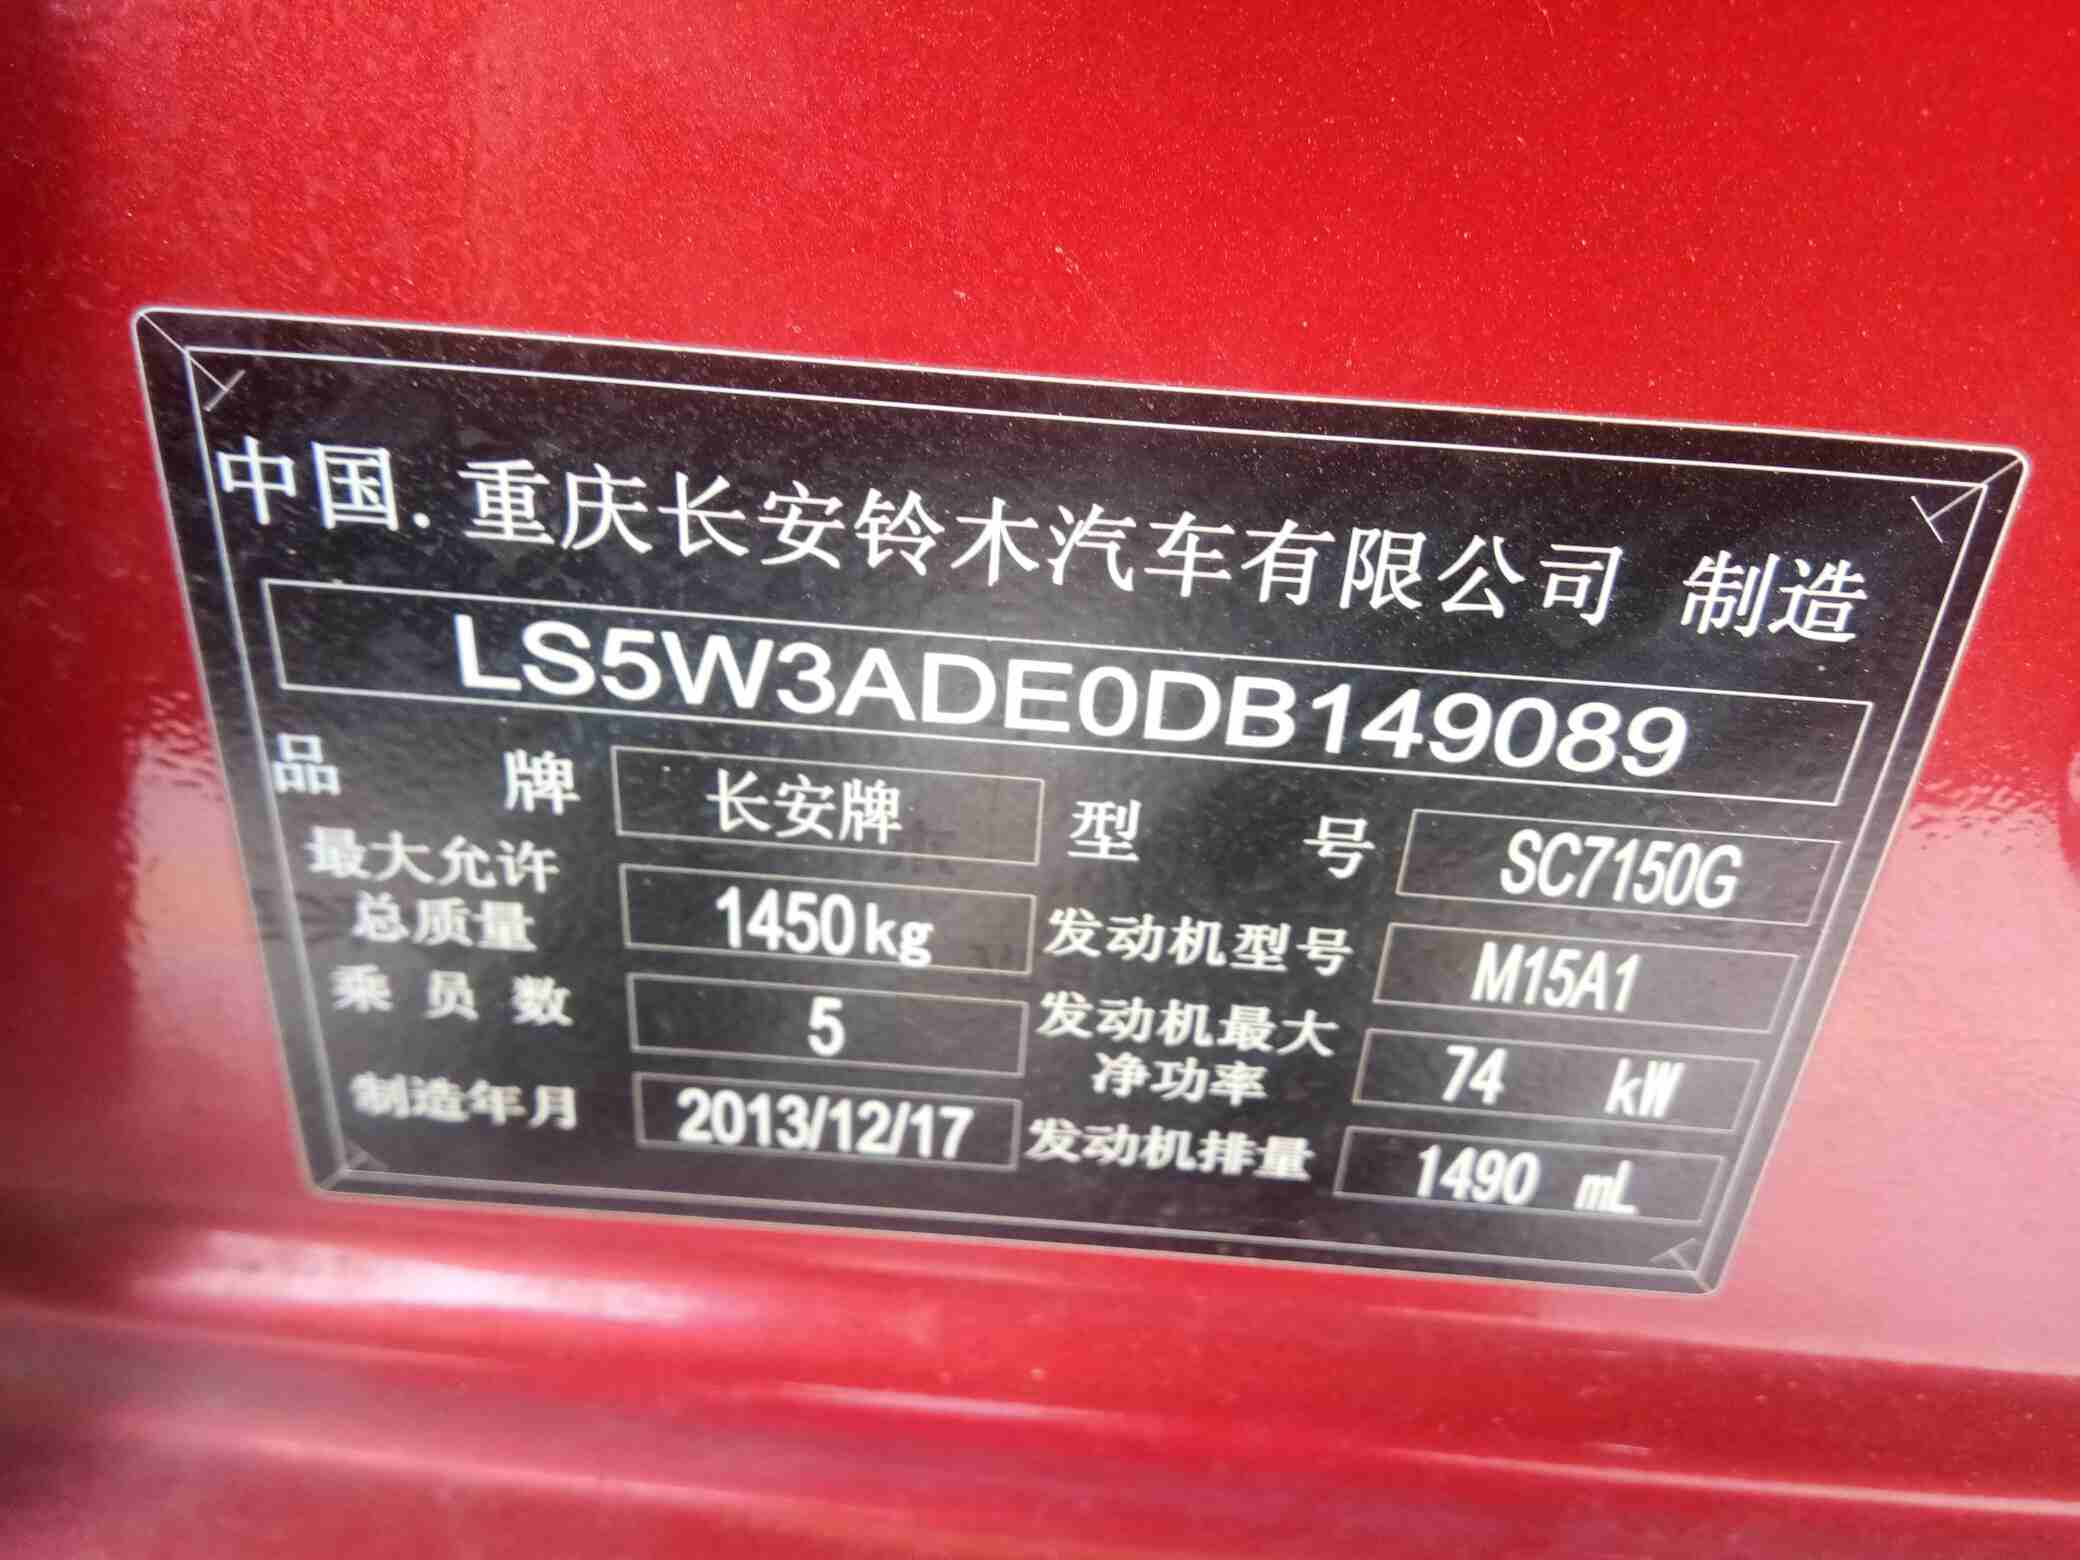 中国.重庆长安铃木汽车有限公司 制造
LS5W3ADE0DB149089
品 牌 长安牌 型 号 SC7150G
最大允许
总质量 1450kg 发动机型号 M15A1
乘员数 5 发动机最大
净功率 74 kW
制造年月 2013/12/17 发动机排量 1490 mL